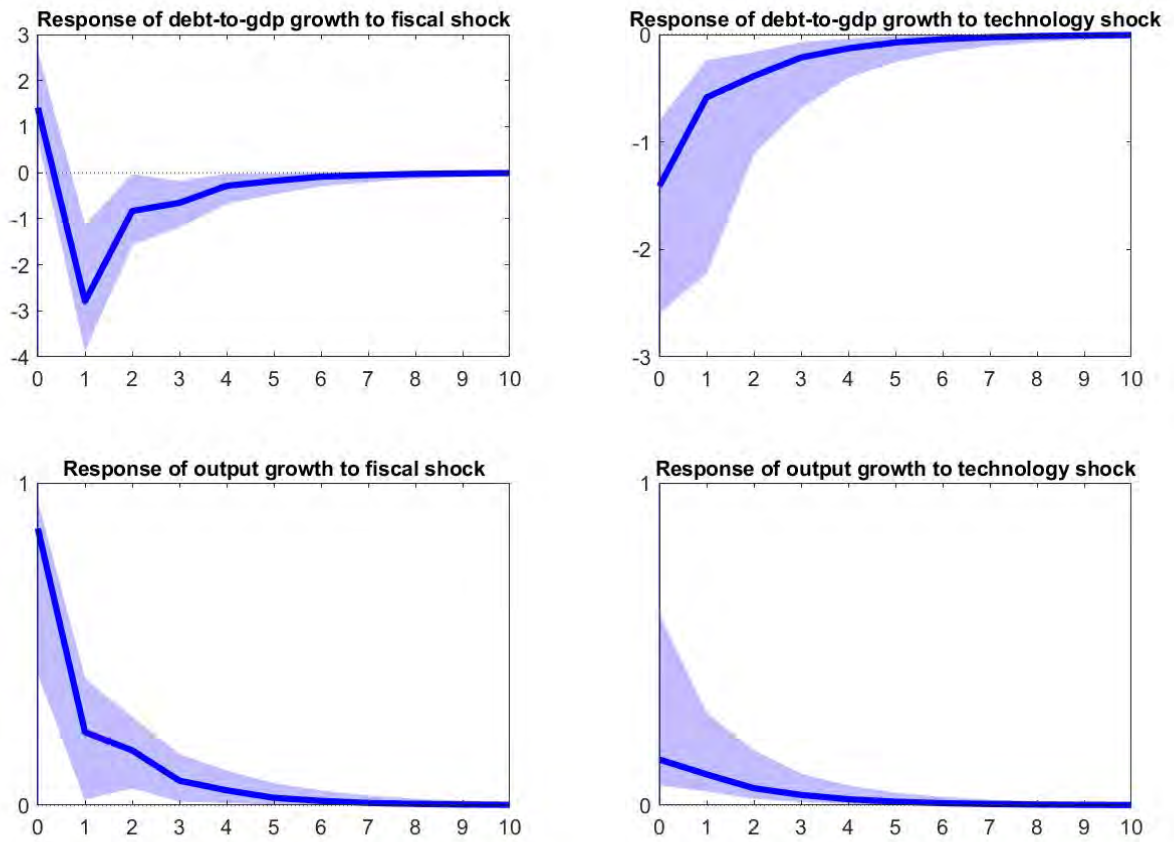 Response of debt-to-gdp growth to fiscal shock
3
2
1
0
-1
-2
-3
-4
0 1 2 3 4 5 6 7 8 9 10
Response of debt-to-gdp growth to technology shock
0
-1
-2
-3
0 1 2 3 4 5 6 7 8 9 10
Response of output growth to fiscal shock
1
0
0 1 2 3 4 5 6 7 8 9 10
Response of output growth to technology shock
1
0
0 1 2 3 4 5 6 7 8 9 10